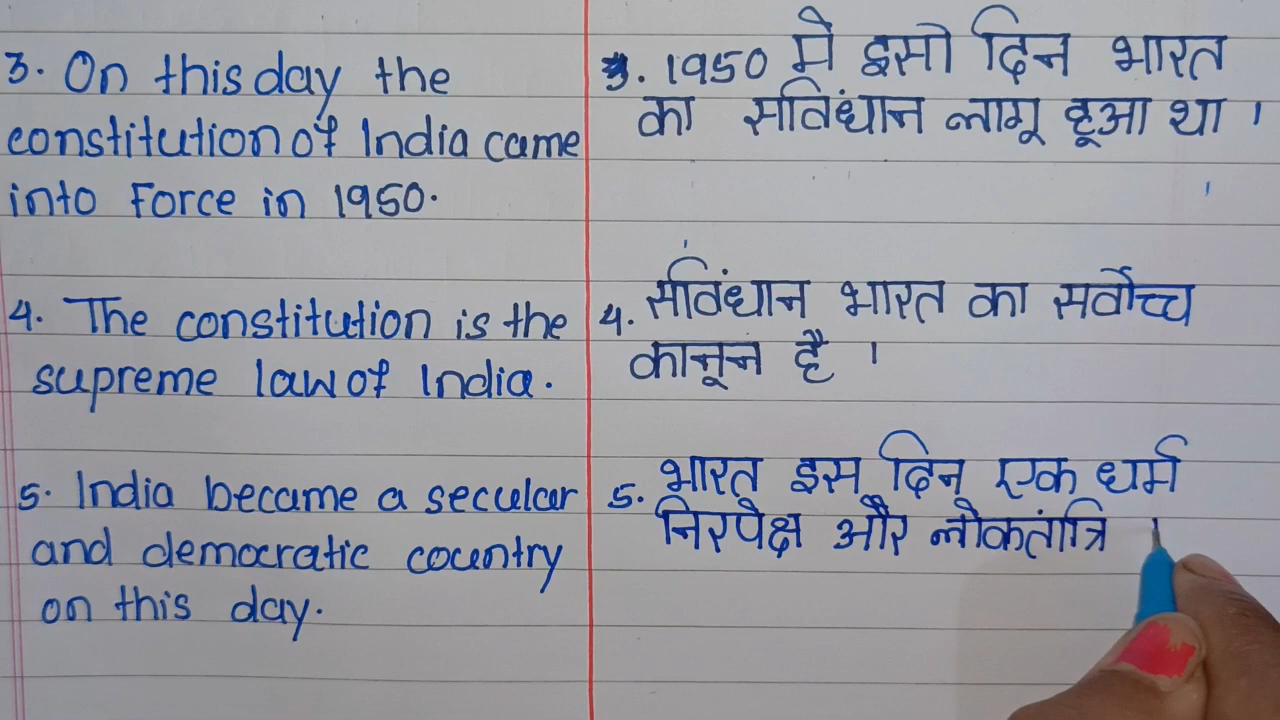 3. On this day the
constitution of India came
into Force in 1950.
4. The constitution is the
supreme law of India.
5. India became a secular
and democratic country
on this day.
3. 1950 मे इसी दिन भारत
का सविंधान लागू हूआ था ।
4. सविंधान भारत का सर्वोच्च
कानून है ।
5. भारत इस दिन एक धर्म
निरपेक्ष और लोकतांत्रि